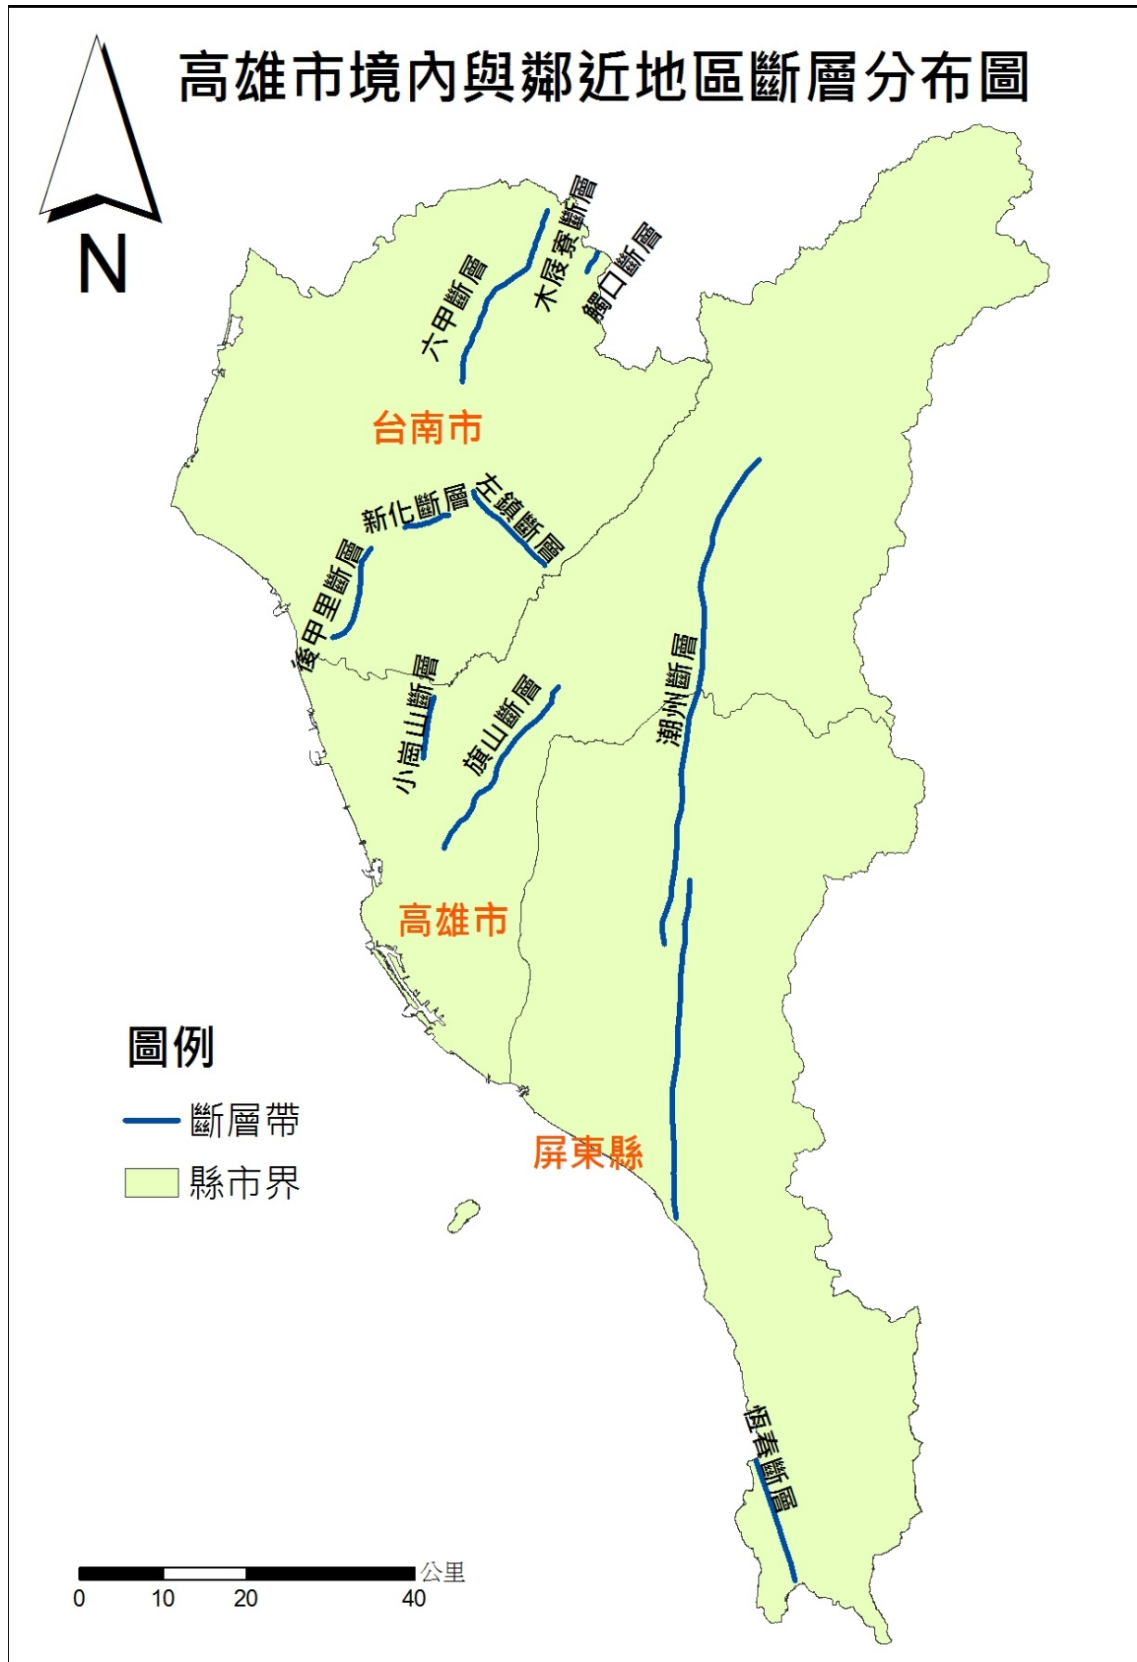 高雄市境內與鄰近地區斷層分布圖
N
木屐寮斷層
觸口斷層
六甲斷層
台南市
新化斷層
左鎮斷層
後甲里斷層
小崗山斷層
旗山斷層
潮州斷層
高雄市
圖例
斷層帶
縣市界
屏東縣
恆春斷層
公里
0 10 20 40